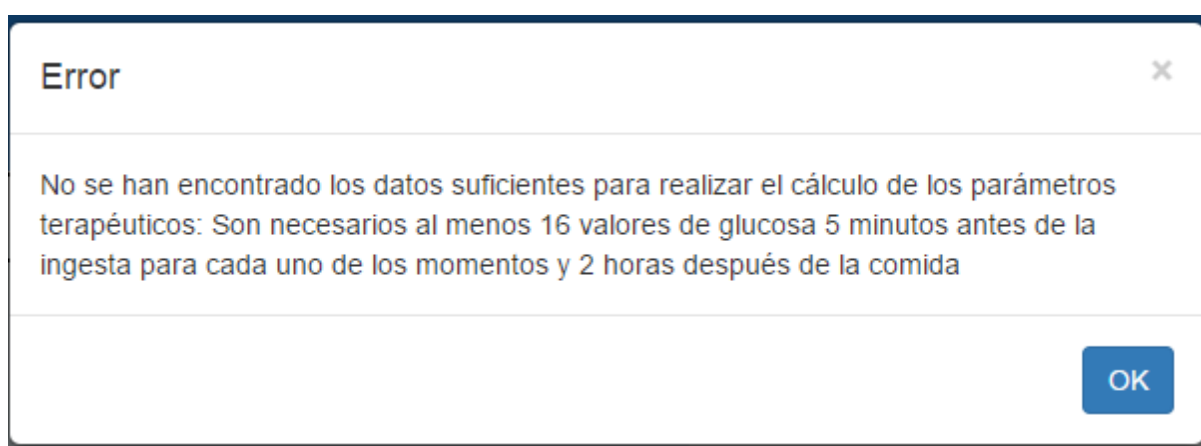 Error
×
No se han encontrado los datos suficientes para realizar el cálculo de los parámetros
terapéuticos: Son necesarios al menos 16 valores de glucosa 5 minutos antes de la
ingesta para cada uno de los momentos y 2 horas después de la comida
OK